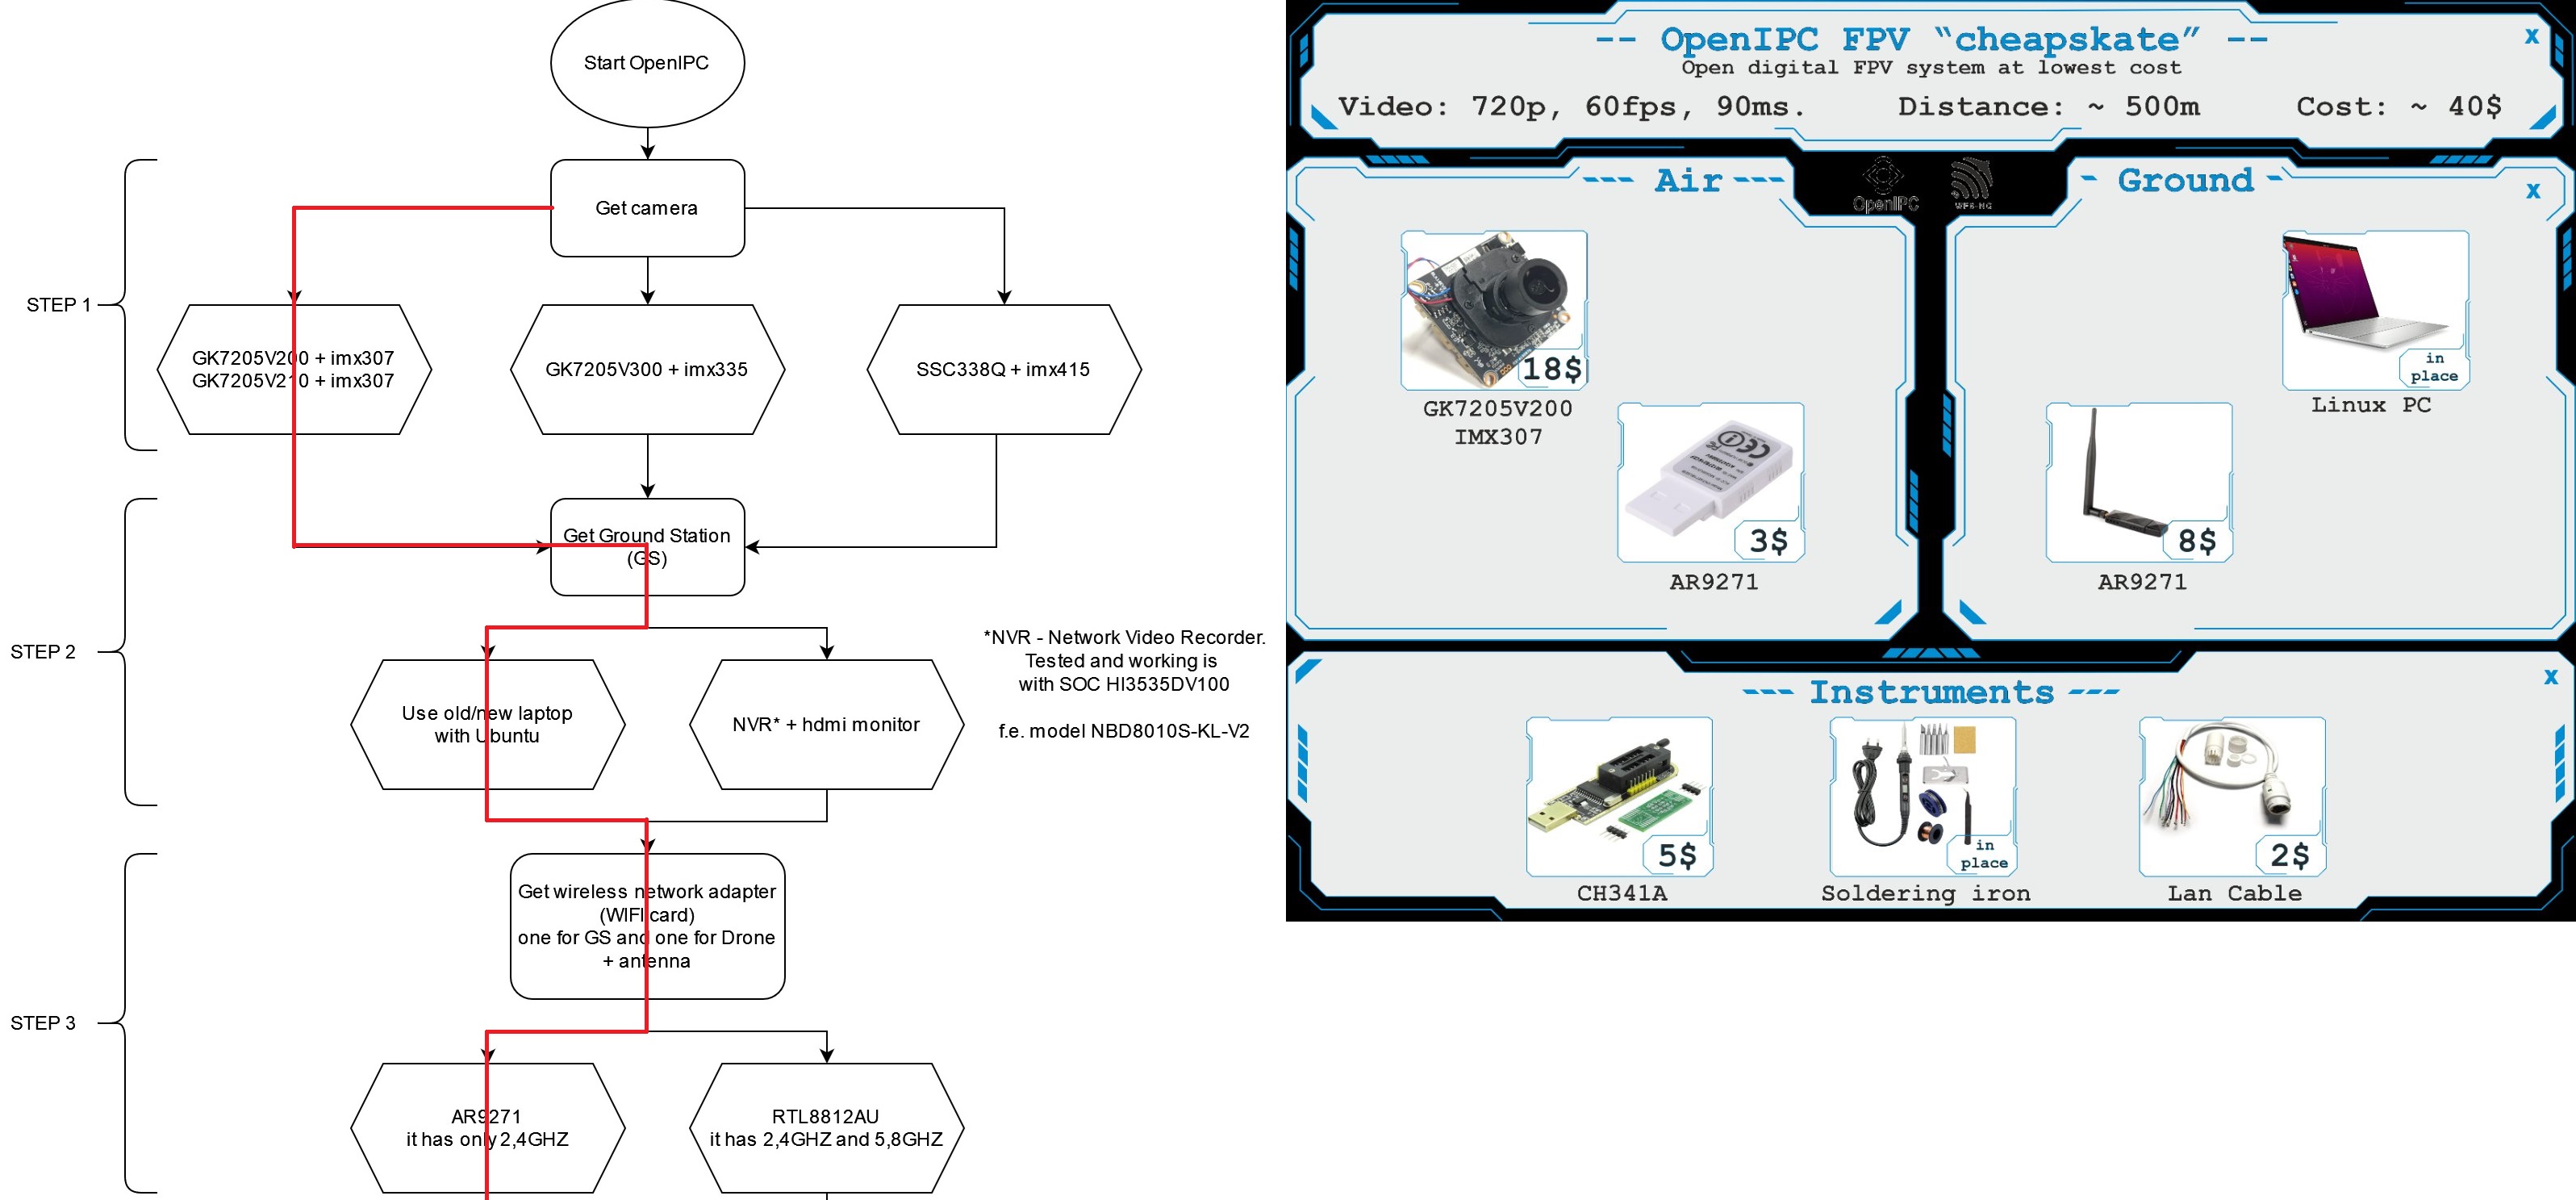 Start OpenIPC
STEP 1
Get camera
GK7205V200 + imx307
GK7205V210 + imx307
GK7205V300 + imx335
SSC338Q + imx415
STEP 2
Get Ground Station
(GS)
*NVR - Network Video Recorder.
Tested and working is
with SOC HI3535DV100
f.e. model NBD8010S-KL-V2
Use old/new laptop
with Ubuntu
NVR* + hdmi monitor
STEP 3
Get wireless network adapter
(WIFI card)
one for GS and one for Drone
+ antenna
AR9271
it has only 2,4GHZ
RTL8812AU
it has 2,4GHZ and 5,8GHZ
-- OpenIPC FPV “cheapskate” --
x
Open digital FPV system at lowest cost
Video: 720p, 60fps, 90ms.
Distance: ~ 500m
Cost: ~ 40$
--- Air ---
OpenIPC
WFB-NG
- Ground -
x
18$
GK7205V200
IMX307
3$
AR9271
in
place
Linux PC
8$
AR9271
--- Instruments ---
x
5$
CH341A
in
place
Soldering iron
2$
Lan Cable